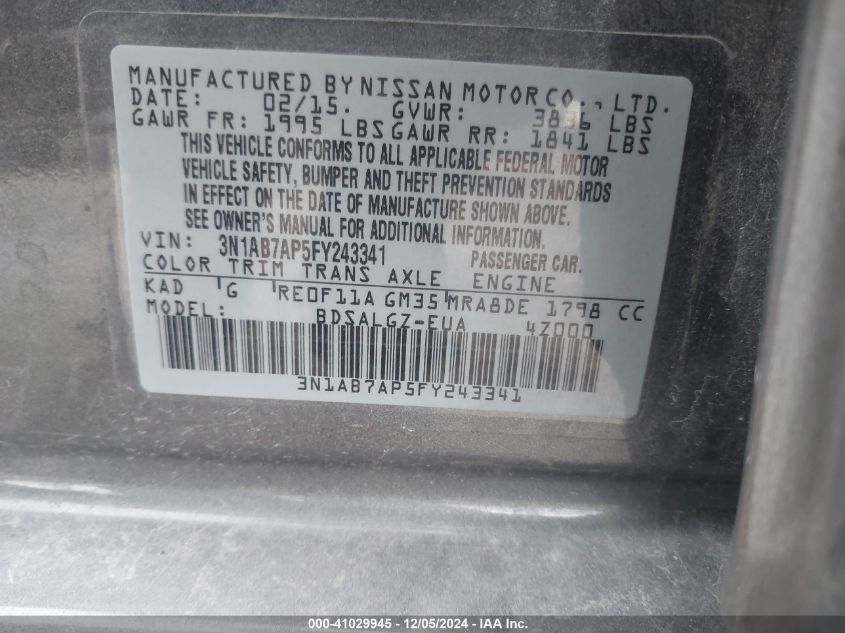 MANUFACTURED BY NISSAN MOTOR CO., LTD.
DATE: 02/15. GVWR: 3836 LBS
GAWR FR: 1995 LBS GAWR RR: 1841 LBS
THIS VEHICLE CONFORMS TO ALL APPLICABLE FEDERAL MOTOR
VEHICLE SAFETY, BUMPER AND THEFT PREVENTION STANDARDS
IN EFFECT ON THE DATE OF MANUFACTURE SHOWN ABOVE.
SEE OWNER'S MANUAL FOR ADDITIONAL INFORMATION.
VIN: 3N1AB7AP5FY243341 PASSENGER CAR.
COLOR TRIM TRANS AXLE ENGINE
KAD G RE0F11A GM35 MRA8DE 1798 CC
MODEL: BDSALGZ-EUA 4Z000
3N1AB7AP5FY243341
000-41029945 - 12/05/2024 - IAA Inc.